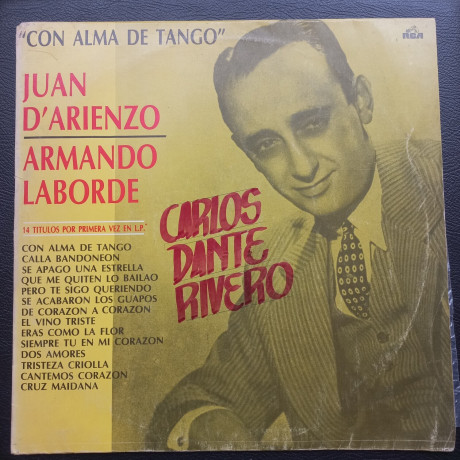 "CON ALMA DE TANGO"
RCA
JUAN
D'ARIENZO
ARMANDO
LABORDE
14 TITULOS POR PRIMERA VEZ EN L.P.
CARLOS
DANTE
RIVERO
CON ALMA DE TANGO
CALLA BANDONEON
SE APAGO UNA ESTRELLA
QUE ME QUITEN LO BAILAO
PERO TE SIGO QUERIENDO
SE ACABARON LOS GUAPOS
DE CORAZON A CORAZON
EL VINO TRISTE
ERAS COMO LA FLOR
SIEMPRE TU EN MI CORAZON
DOS AMORES
TRISTEZA CRIOLLA
CANTEMOS CORAZON
CRUZ MAIDANA